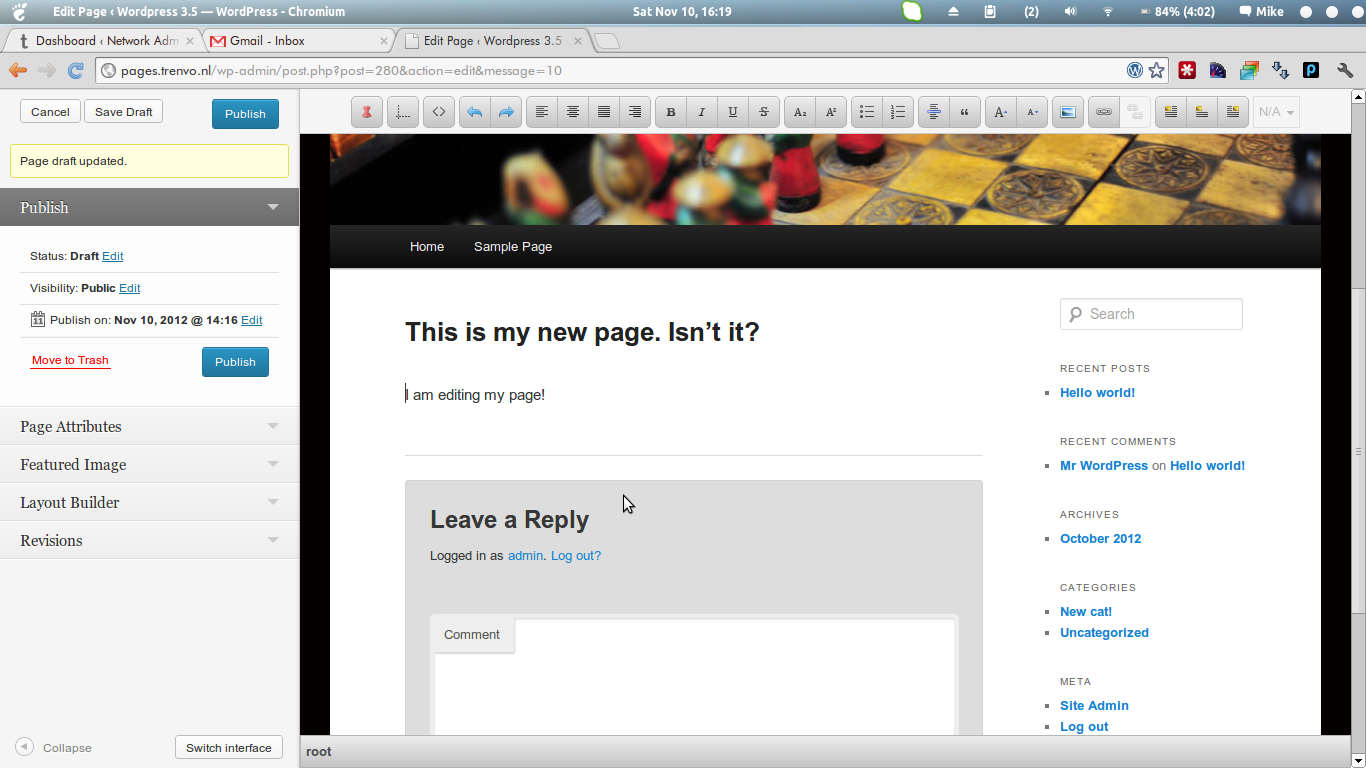 Edit Page ‹ Wordpress 3.5 — WordPress - Chromium
Sat Nov 10, 16:19
(2)
84% (4:02)
Mike
Dashboard ‹ Network Adm
Gmail - Inbox
Edit Page ‹ Wordpress 3.5
pages.trenvo.nl/wp-admin/post.php?post=280&action=edit&message=10
Cancel
Save Draft
Publish
B I U S A₂ A² A A N/A
Page draft updated.
Publish
Status: Draft Edit
Visibility: Public Edit
11 Publish on: Nov 10, 2012 @ 14:16 Edit
Move to Trash
Publish
Page Attributes
Featured Image
Layout Builder
Revisions
Collapse
Switch interface
Home
Sample Page
This is my new page. Isn’t it?
I am editing my page!
Leave a Reply
Logged in as admin. Log out?
Comment
Search
RECENT POSTS
Hello world!
RECENT COMMENTS
Mr WordPress on Hello world!
ARCHIVES
October 2012
CATEGORIES
New cat!
Uncategorized
META
Site Admin
Log out
root